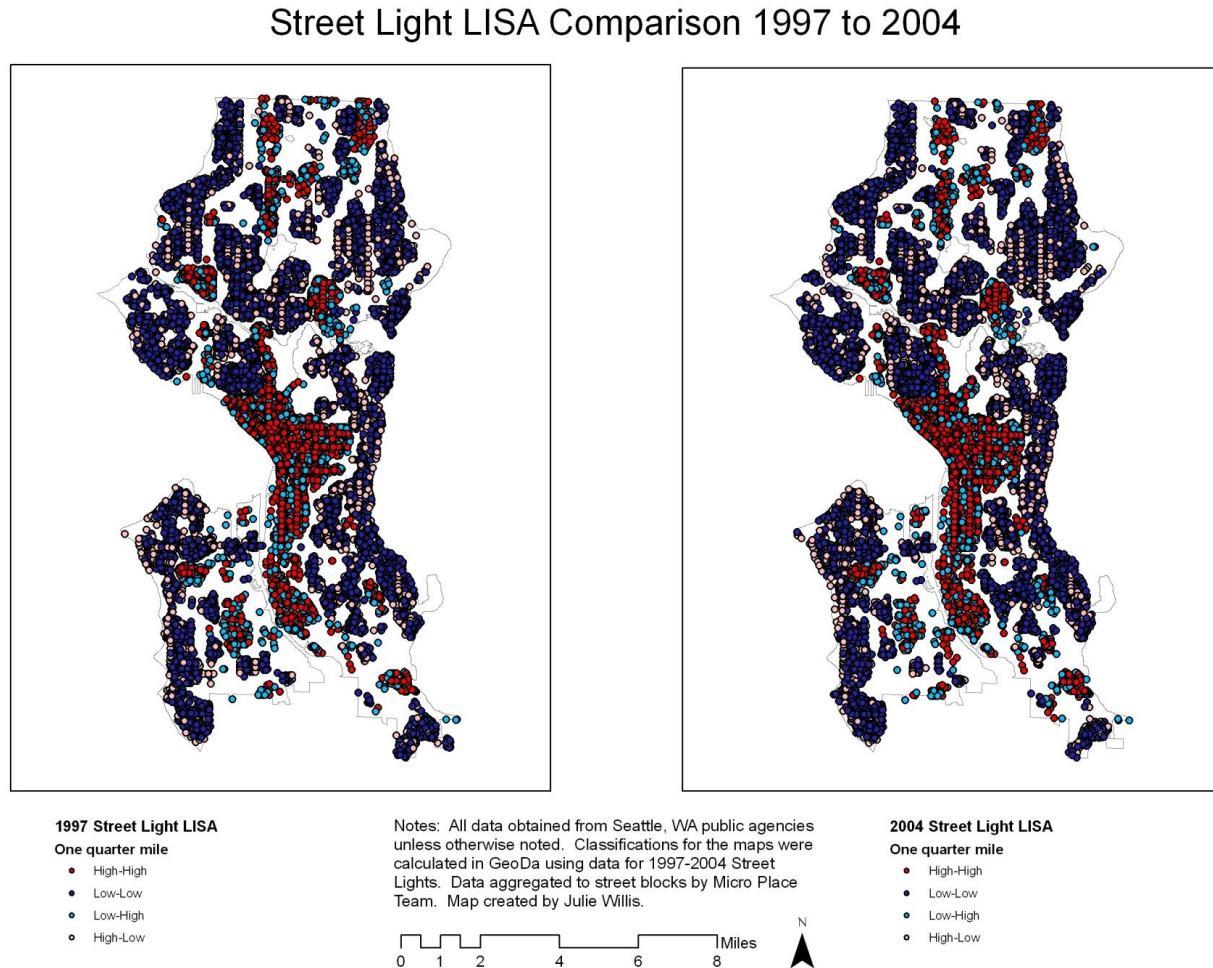 Street Light LISA Comparison 1997 to 2004
1997 Street Light LISA
One quarter mile
High-High
Low-Low
Low-High
High-Low
Notes: All data obtained from Seattle, WA public agencies
unless otherwise noted. Classifications for the maps were
calculated in GeoDa using data for 1997-2004 Street
Lights. Data aggregated to street blocks by Micro Place
Team. Map created by Julie Willis.
N
Miles
0 1 2 4 6 8
2004 Street Light LISA
One quarter mile
High-High
Low-Low
Low-High
High-Low